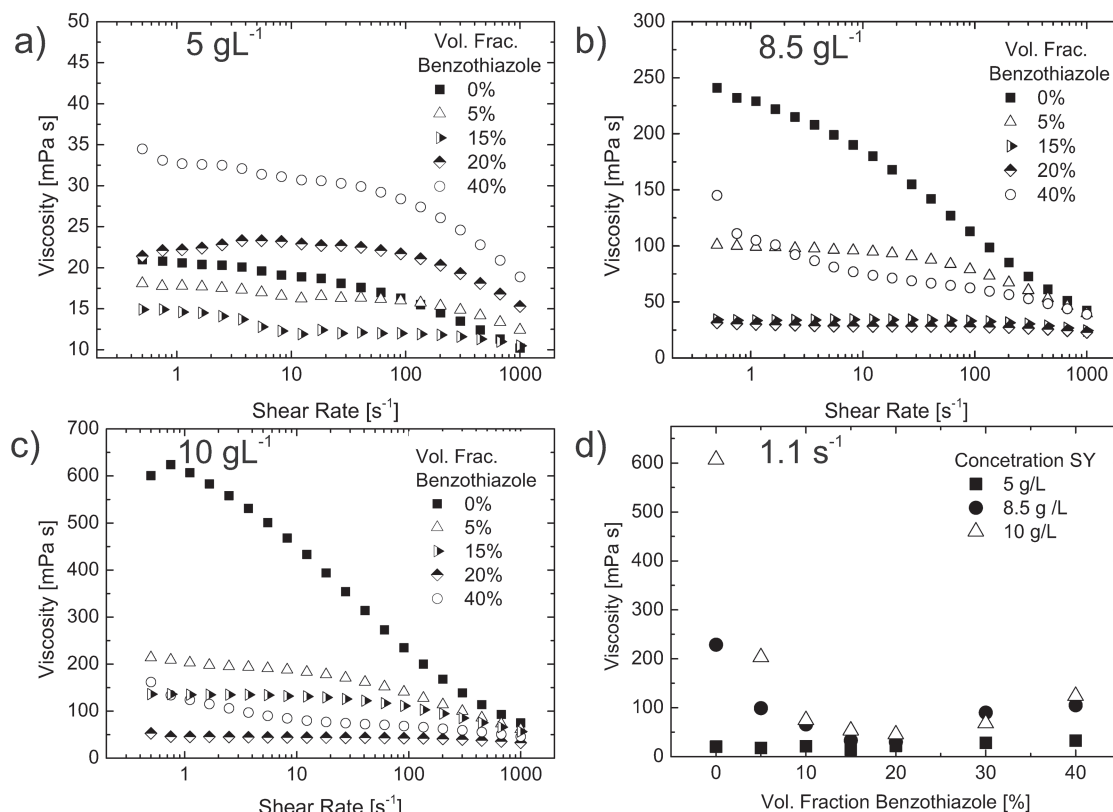 a)
5 gL⁻¹
Vol. Frac.
Benzothiazole
0%
5%
15%
20%
40%
50
45
40
35
30
25
20
15
10
Viscosity [mPa s]
1
10
100
1000
Shear Rate [s⁻¹]
b)
8.5 gL⁻¹
Vol. Frac.
Benzothiazole
0%
5%
15%
20%
40%
300
250
200
150
100
50
0
Viscosity [mPa s]
1
10
100
1000
Shear Rate [s⁻¹]
c)
10 gL⁻¹
Vol. Frac.
Benzothiazole
0%
5%
15%
20%
40%
700
600
500
400
300
200
100
0
Viscosity [mPa s]
1
10
100
1000
Shear Rate [s⁻¹]
d)
1.1 s⁻¹
Concetration SY
5 g/L
8.5 g /L
10 g/L
600
500
400
300
200
100
0
Viscosity [mPa s]
0
10
20
30
40
Vol. Fraction Benzothiazole [%]